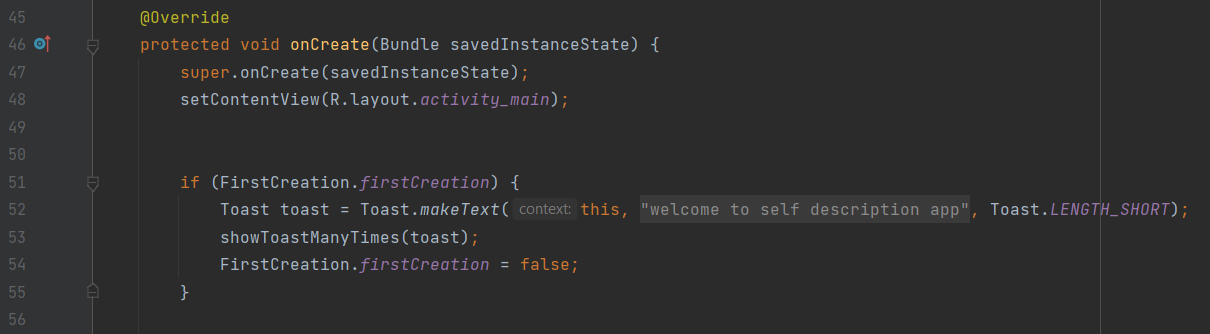 45 @Override
46 protected void onCreate(Bundle savedInstanceState) {
47 super.onCreate(savedInstanceState);
48 setContentView(R.layout.activity_main);
49
50
51 if (FirstCreation.firstCreation) {
52 Toast toast = Toast.makeText( context: this, "welcome to self description app", Toast.LENGTH_SHORT);
53 showToastManyTimes(toast);
54 FirstCreation.firstCreation = false;
55 }
56